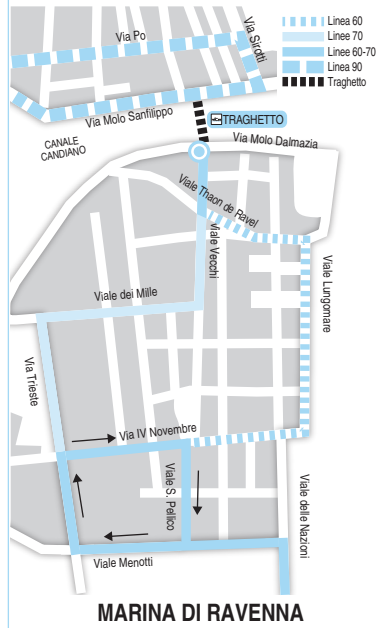 Linea 60
Linea 70
Linee 60-70
Linea 90
Traghetto
Via Po
Via Sirotti
Via Molo Sanfilippo
TRAGHETTO
CANALE
CANDIANO
Via Molo Dalmazia
Viale Thaon de Ravel
Viale Vecchi
Viale Lungomare
Viale dei Mille
Via Trieste
Via IV Novembre
Viale S. Pellico
Viale delle Nazioni
Viale Menotti
MARINA DI RAVENNA